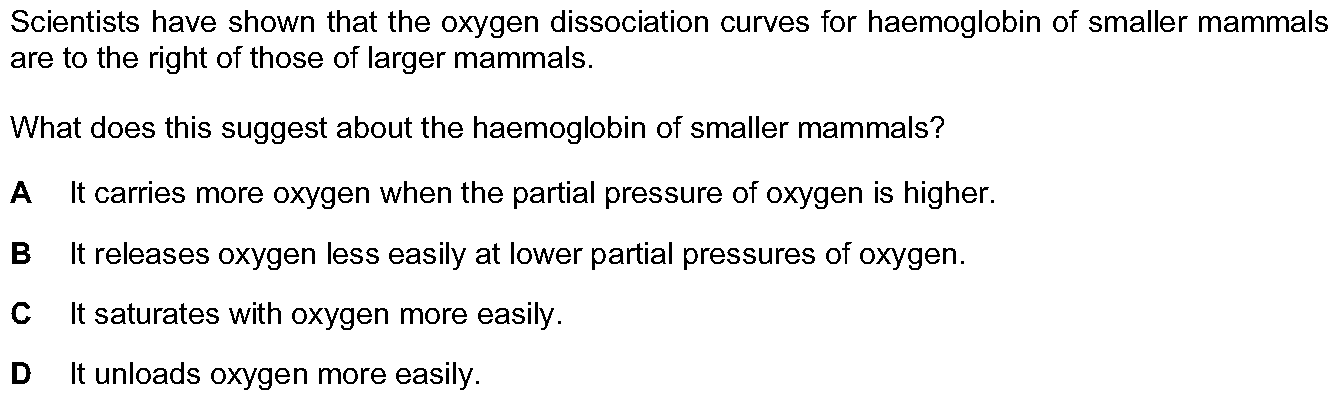 Scientists have shown that the oxygen dissociation curves for haemoglobin of smaller mammals
are to the right of those of larger mammals.
What does this suggest about the haemoglobin of smaller mammals?
A It carries more oxygen when the partial pressure of oxygen is higher.
B It releases oxygen less easily at lower partial pressures of oxygen.
C It saturates with oxygen more easily.
D It unloads oxygen more easily.